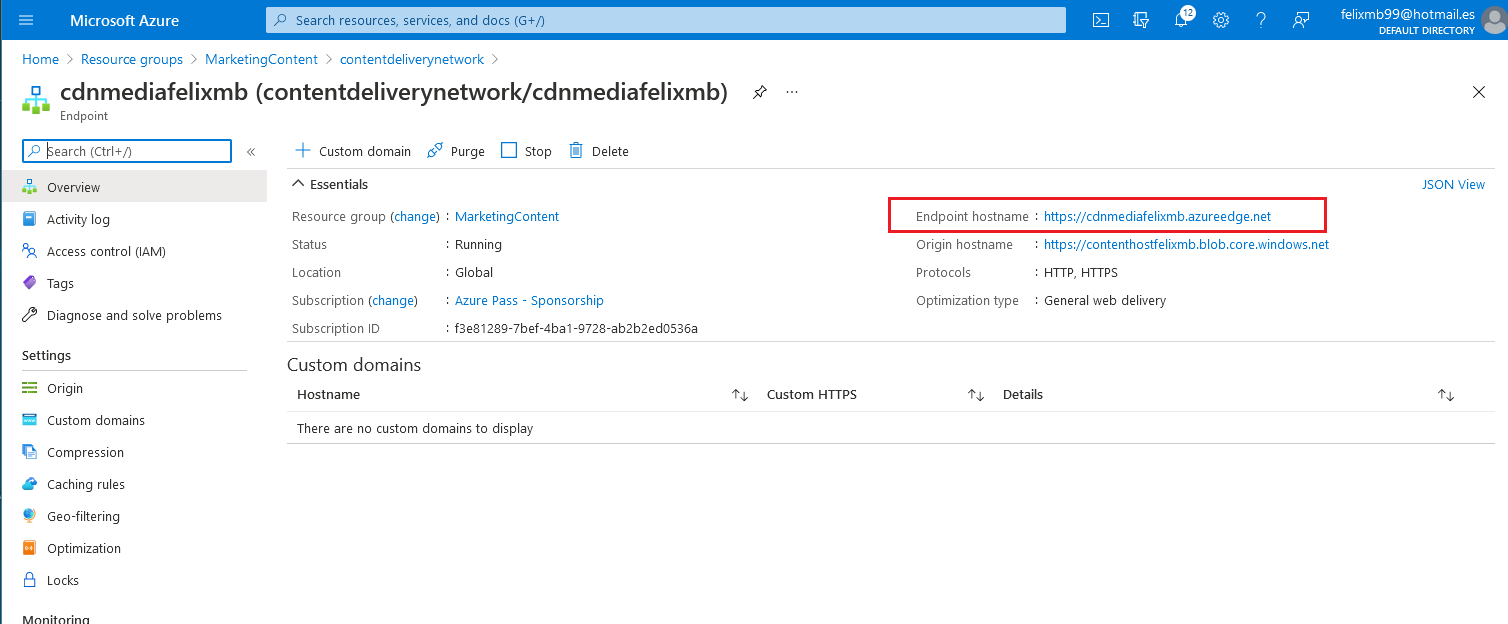 Microsoft Azure
Search resources, services, and docs (G+/)
12
felixmb99@hotmail.es
DEFAULT DIRECTORY
Home > Resource groups > MarketingContent > contentdeliverynetwork >
cdnmediafelixmb (contentdeliverynetwork/cdnmediafelixmb)
...
Endpoint
Search (Ctrl+/)
«
Overview
Activity log
Access control (IAM)
Tags
Diagnose and solve problems
Settings
Origin
Custom domains
Compression
Caching rules
Geo-filtering
Optimization
Locks
Monitoring
Custom domain Purge Stop Delete
Essentials
JSON View
Resource group (change) : MarketingContent
Status : Running
Location : Global
Subscription (change) : Azure Pass - Sponsorship
Subscription ID : f3e81289-7bef-4ba1-9728-ab2b2ed0536a
Endpoint hostname : https://cdnmediafelixmb.azureedge.net
Origin hostname : https://contenthostfelixmb.blob.core.windows.net
Protocols : HTTP, HTTPS
Optimization type : General web delivery
Custom domains
Hostname Custom HTTPS Details
There are no custom domains to display